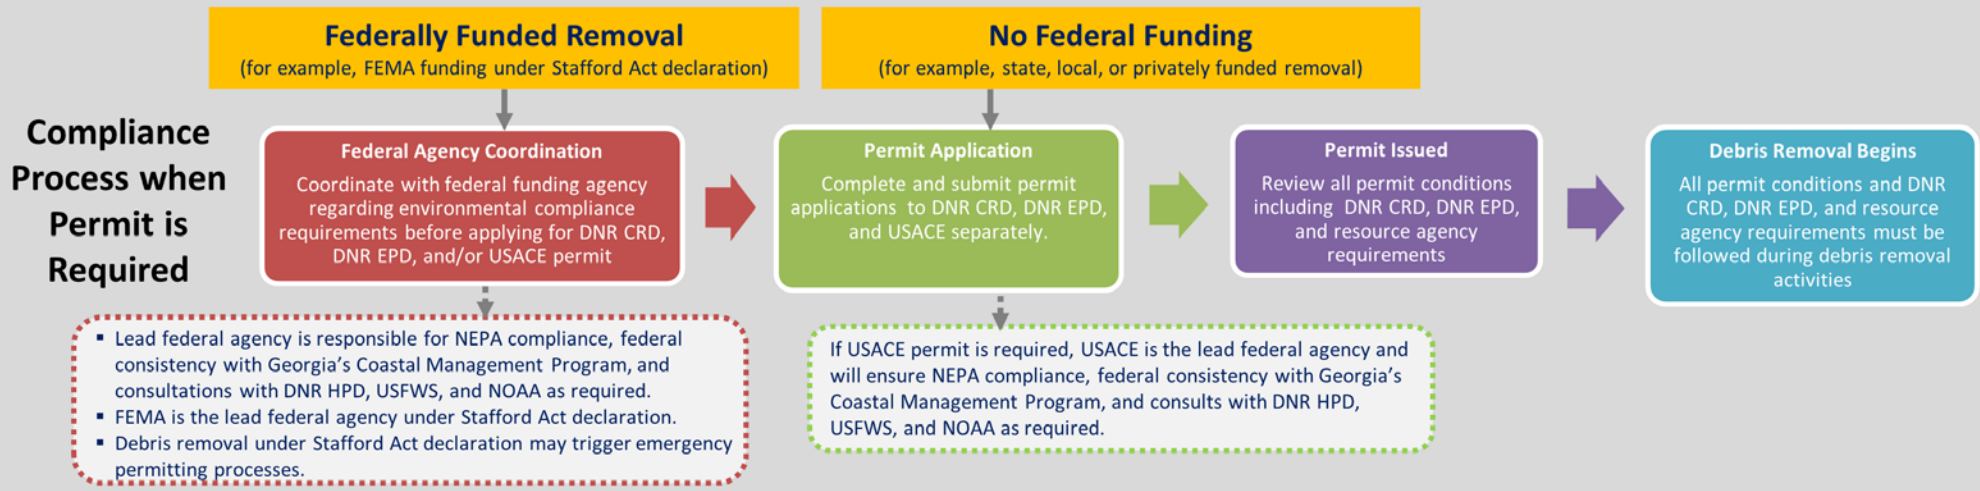 Compliance
Process when
Permit is
Required
Federally Funded Removal
(for example, FEMA funding under Stafford Act declaration)
No Federal Funding
(for example, state, local, or privately funded removal)
Federal Agency Coordination
Coordinate with federal funding agency
regarding environmental compliance
requirements before applying for DNR CRD,
DNR EPD, and/or USACE permit
Permit Application
Complete and submit permit
applications to DNR CRD, DNR EPD,
and USACE separately.
Permit Issued
Review all permit conditions
including DNR CRD, DNR EPD,
and resource agency
requirements
Debris Removal Begins
All permit conditions and DNR
CRD, DNR EPD, and resource
agency requirements must be
followed during debris removal
activities
▪ Lead federal agency is responsible for NEPA compliance, federal
consistency with Georgia's Coastal Management Program, and
consultations with DNR HPD, USFWS, and NOAA as required.
▪ FEMA is the lead federal agency under Stafford Act declaration.
▪ Debris removal under Stafford Act declaration may trigger emergency
permitting processes.
If USACE permit is required, USACE is the lead federal agency and
will ensure NEPA compliance, federal consistency with Georgia's
Coastal Management Program, and consults with DNR HPD,
USFWS, and NOAA as required.